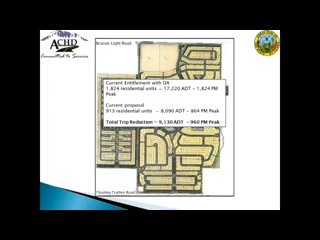 ACHD
Committed to Service
Beacon Light Road
Current Entitlement with DA
1,824 residential units – 17,220 ADT – 1,824 PM
Peak
Current proposal
913 residential units – 8,090 ADT – 864 PM Peak
Total Trip Reduction – 9,130 ADT – 960 PM Peak
Floating Feather Road